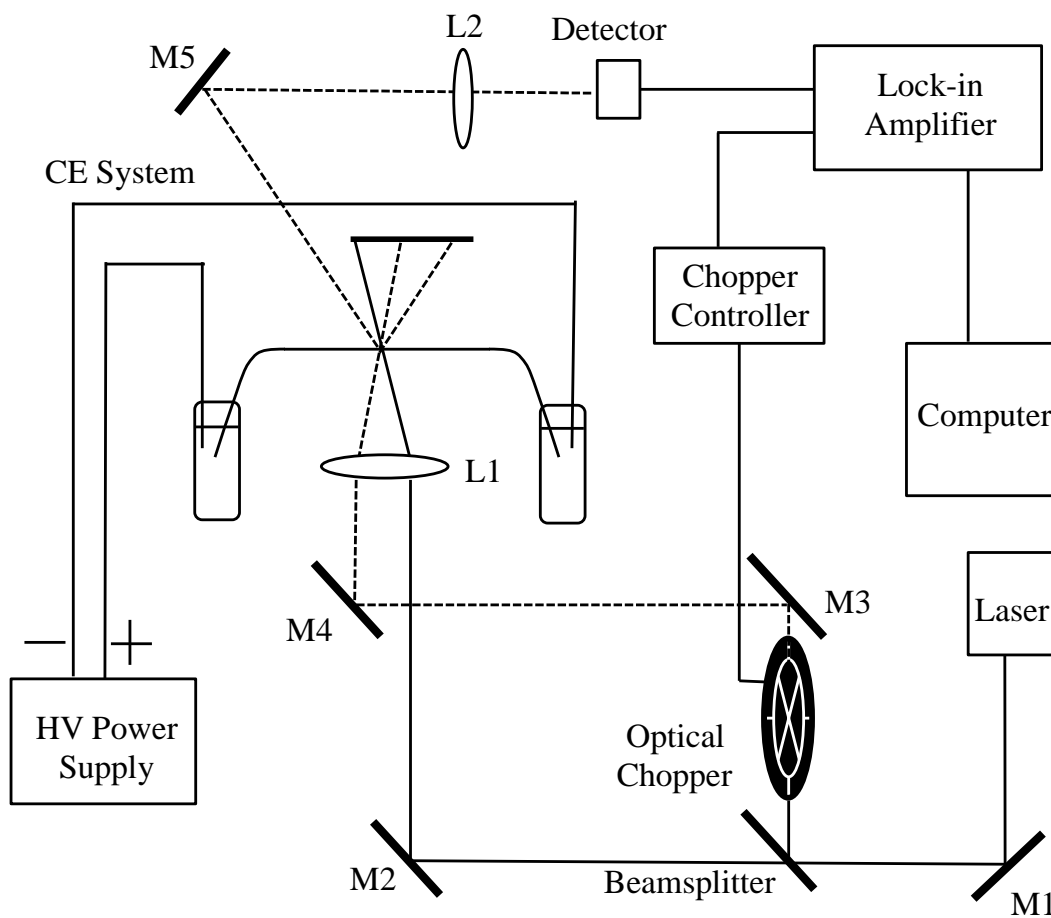 L2
Detector
M5
Lock-in
Amplifier
CE System
Chopper
Controller
Computer
L1
M3
Laser
M4
− +
HV Power
Supply
Optical
Chopper
M2
Beamsplitter
M1